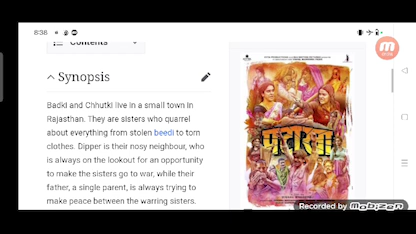 8:38
Contents
Synopsis
Badki and Chhutki live in a small town in
Rajasthan. They are sisters who quarrel
about everything from stolen beedi to torn
clothes. Dipper is their nosy neighbour, who
is always on the lookout for an opportunity
to make the sisters go to war, while their
father, a single parent, is always trying to
make peace between the warring sisters.
पटाखा
Recorded by Mobizen